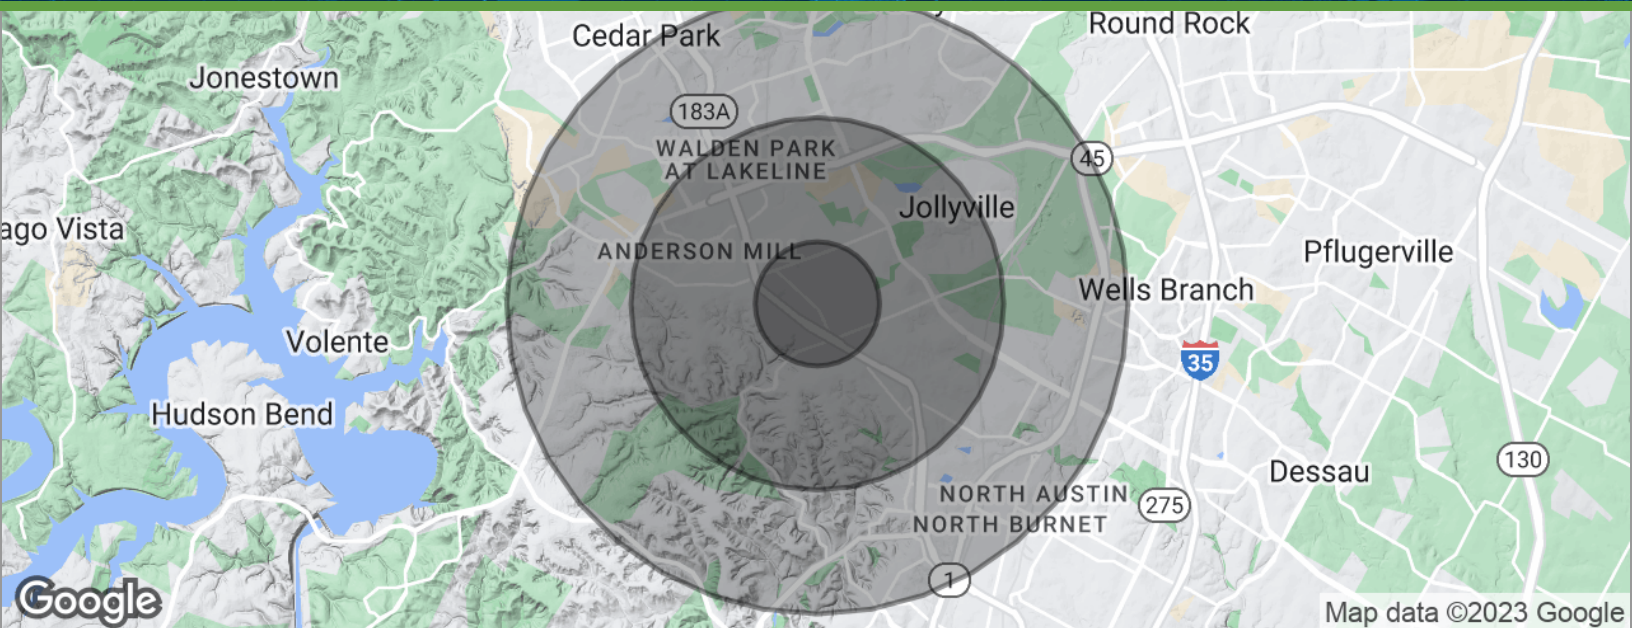 Cedar Park
Round Rock
Jonestown
183A
WALDEN PARK
AT LAKELINE
45
Jollyville
ago Vista
ANDERSON MILL
Pflugerville
Wells Branch
Volente
35
Hudson Bend
Dessau
130
NORTH AUSTIN
275
NORTH BURNET
1
Google
Map data ©2023 Google